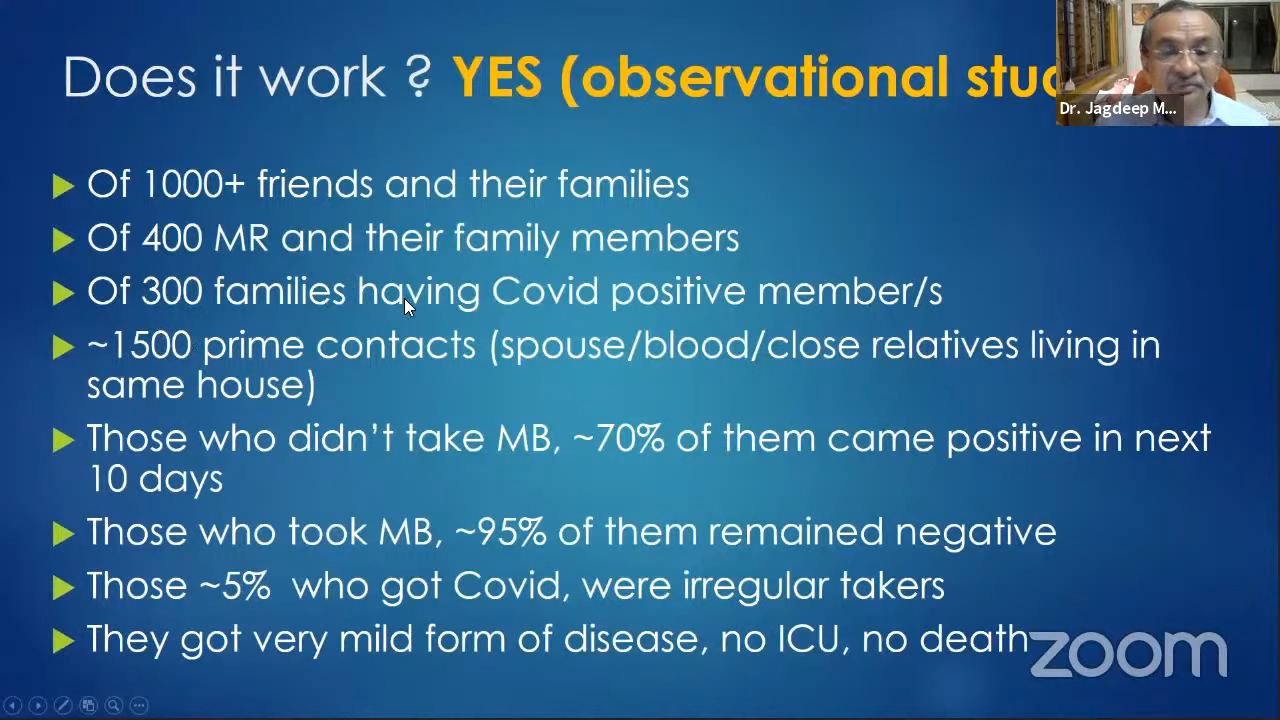 Does it work ? YES (observational stu
Dr. Jagdeep M...
Of 1000+ friends and their families
Of 400 MR and their family members
Of 300 families having Covid positive member/s
~1500 prime contacts (spouse/blood/close relatives living in
same house)
Those who didn't take MB, ~70% of them came positive in next
10 days
Those who took MB, ~95% of them remained negative
Those ~5% who got Covid, were irregular takers
They got very mild form of disease, no ICU, no death
zoom